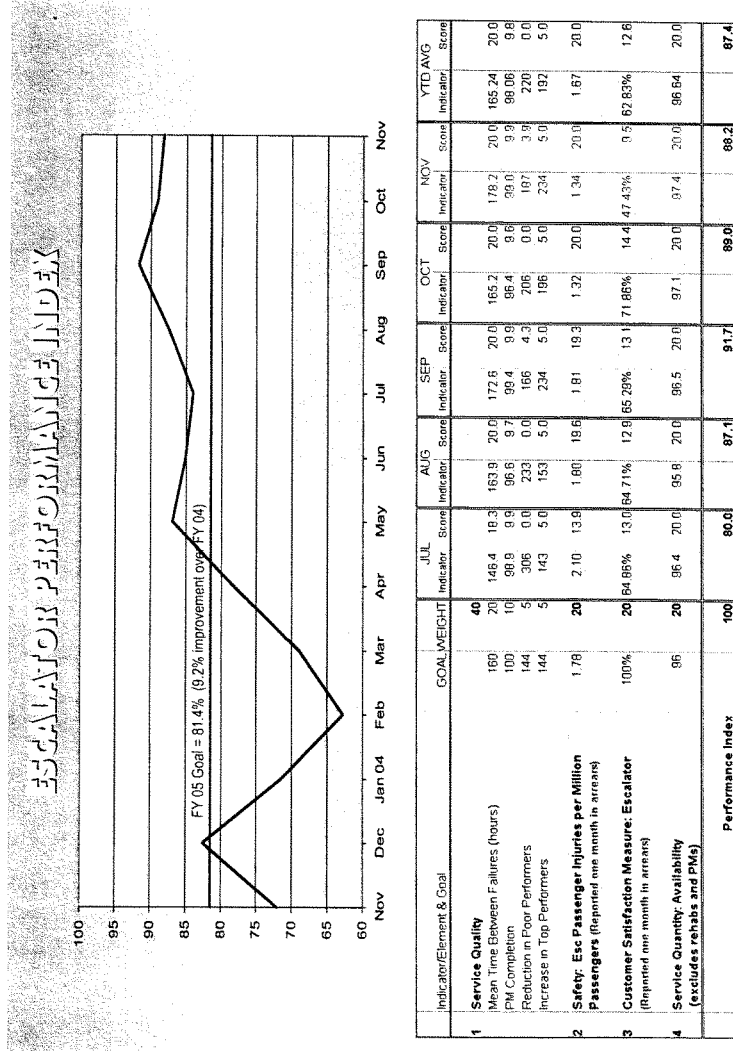 ESCALATOR PERFORMANCE INDEX
100
95
90
85
80
75
70
65
60
FY 05 Goal = 81.4% (9.2% improvement over FY 04)
Nov Dec Jan 04 Feb Mar Apr May Jun Jul Aug Sep Oct Nov
JUL AUG SEP OCT NOV YTD AVG
Indicator/Element & Goal GOAL WEIGHT Indicator Score Indicator Score Indicator Score Indicator Score Indicator Score Indicator Score
1 Service Quality 40
Mean Time Between Failures (hours) 160 20 146.4 18.3 163.9 20.0 172.6 20.0 165.2 20.0 178.2 20.0 165.24 20.0
PM Completion 100 10 98.9 9.9 96.6 9.7 99.4 9.9 96.4 9.6 99.0 9.9 98.06 9.8
Reduction in Poor Performers 144 5 306 0.0 233 0.0 166 4.3 206 0.0 187 3.9 220 0.0
Increase in Top Performers 144 5 143 5.0 153 5.0 234 5.0 196 5.0 234 5.0 192 5.0
2 Safety: Esc Passenger Injuries per Million 1.78 20 2.10 13.9 1.80 19.6 1.81 19.3 1.32 20.0 1.34 20.0 1.67 20.0
Passengers (Reported one month in arrears)
3 Customer Satisfaction Measure: Escalator 100% 20 64.86% 13.0 64.71% 12.9 65.29% 13.1 71.86% 14.4 47.43% 9.5 62.83% 12.6
(Reported one month in arrears)
4 Service Quantity: Availability 96 20 96.4 20.0 95.8 20.0 96.5 20.0 97.1 20.0 97.4 20.0 96.64 20.0
(excludes rehabs and PMs)
Performance Index 100 80.0 87.1 91.7 89.0 88.2 87.4